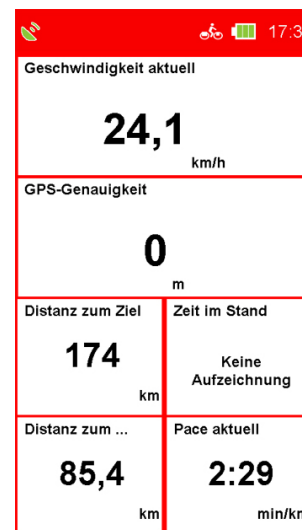 17:3
Geschwindigkeit aktuell
24,1
km/h
GPS-Genauigkeit
0
m
Distanz zum Ziel
174
km
Zeit im Stand
Keine
Aufzeichnung
Distanz zum ...
85,4
km
Pace aktuell
2:29
min/km